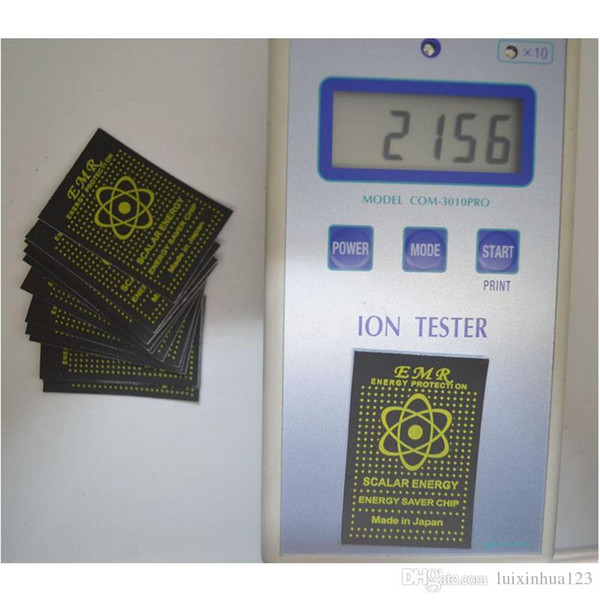 ×10
2156
MODEL COM-3010PRO
POWER
MODE
START
PRINT
ION TESTER
EMR
ENERGY PROTECTION
SCALAR ENERGY
ENERGY SAVER CHIP
Made in Japan
EMR
ENERGY PROTECTION
SCALAR ENERGY
ENERGY SAVER CHIP
Made in Japan
DHgate.com luixinhua123